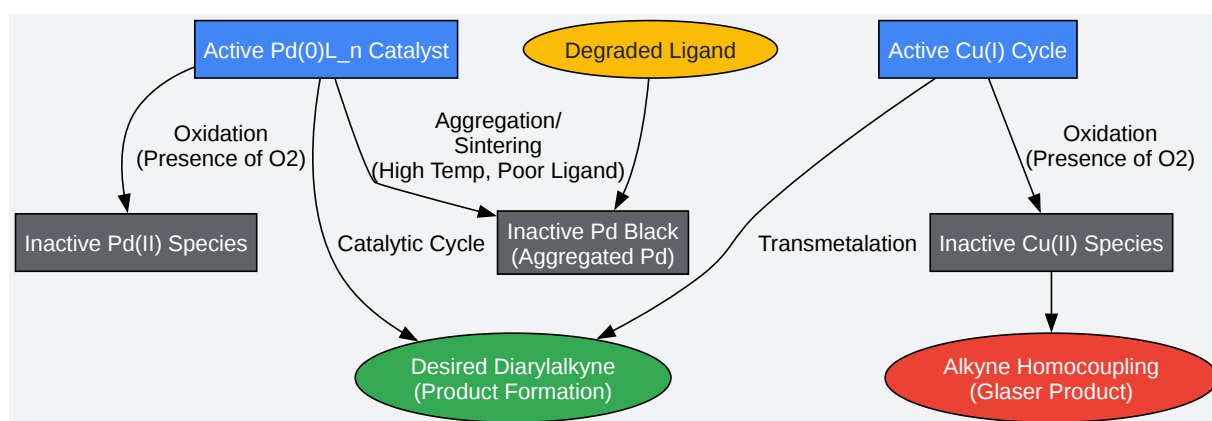 Active Pd(0)L_n Catalyst
Degraded Ligand
Active Cu(I) Cycle
Oxidation
(Presence of O2)
Aggregation/
Sintering
(High Temp, Poor Ligand)
Oxidation
(Presence of O2)
Inactive Pd(II) Species
Catalytic Cycle
Inactive Pd Black
(Aggregated Pd)
Transmetalation
Inactive Cu(II) Species
Desired Diarylalkyne
(Product Formation)
Alkyne Homocoupling
(Glaser Product)